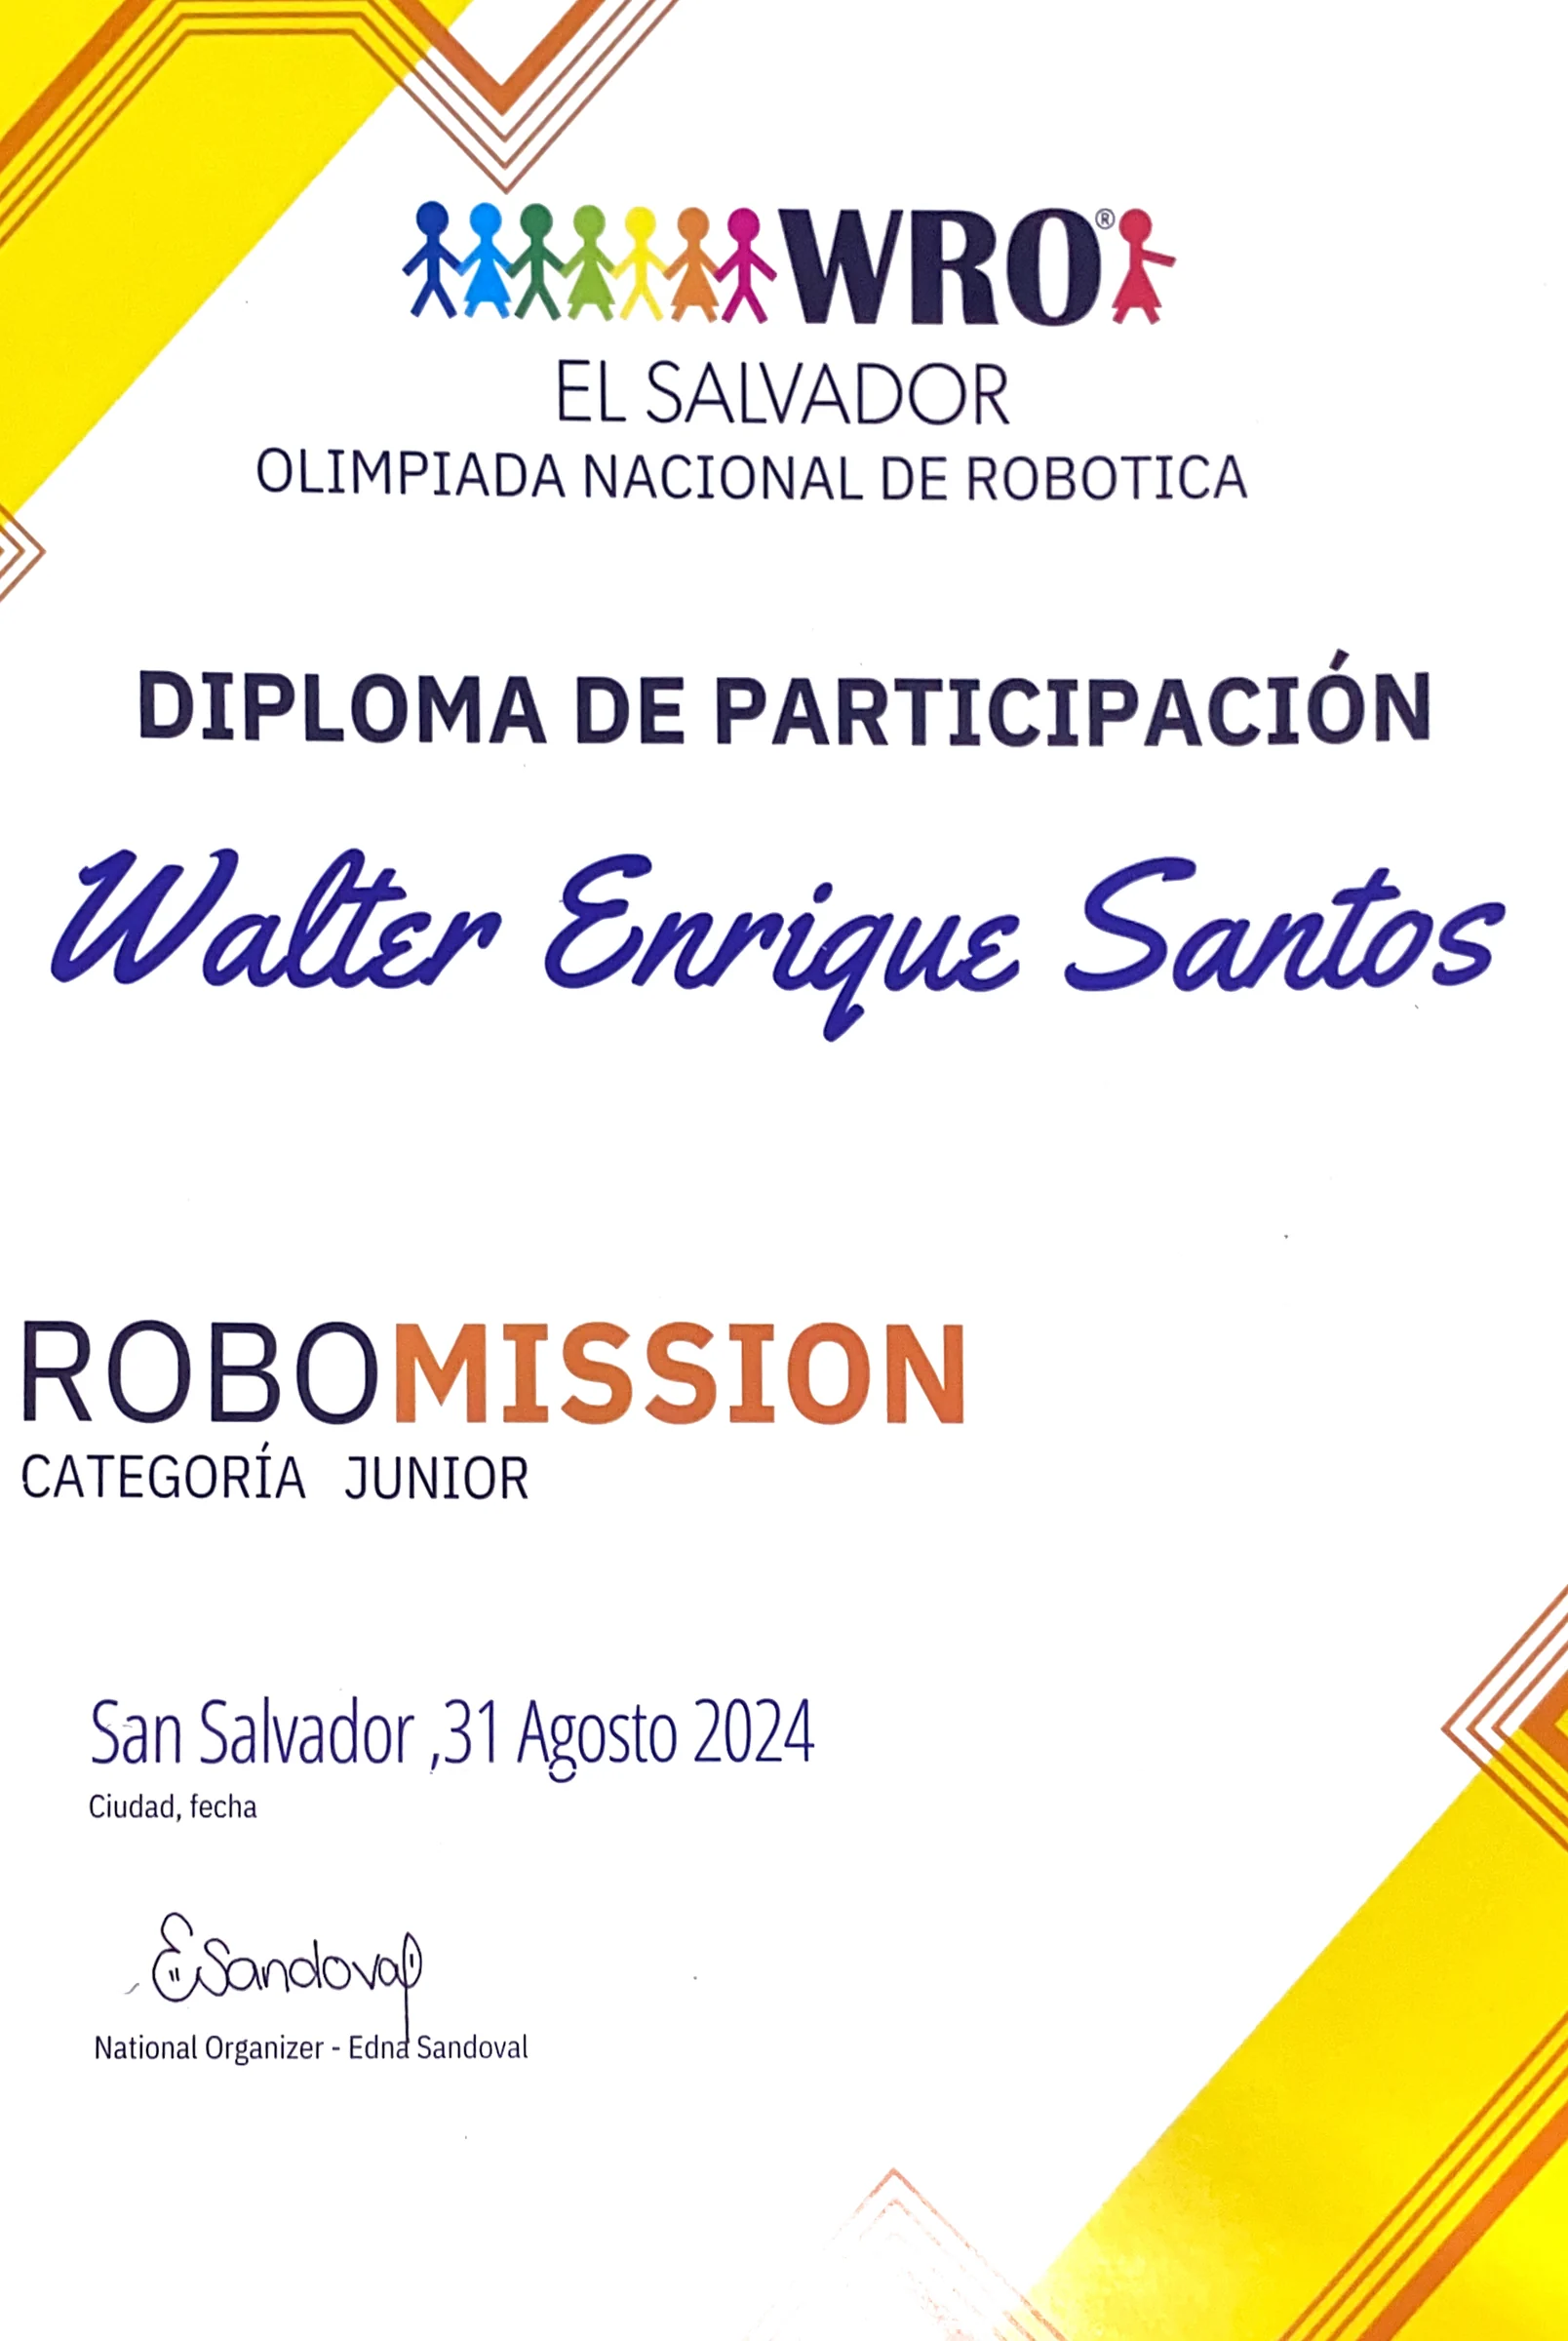 WRO®
EL SALVADOR
OLIMPIADA NACIONAL DE ROBOTICA
DIPLOMA DE PARTICIPACIÓN
Walter Enrique Santos
ROBOMISSION
CATEGORÍA JUNIOR
San Salvador ,31 Agosto 2024
Ciudad, fecha
ESandoval
National Organizer - Edna Sandoval